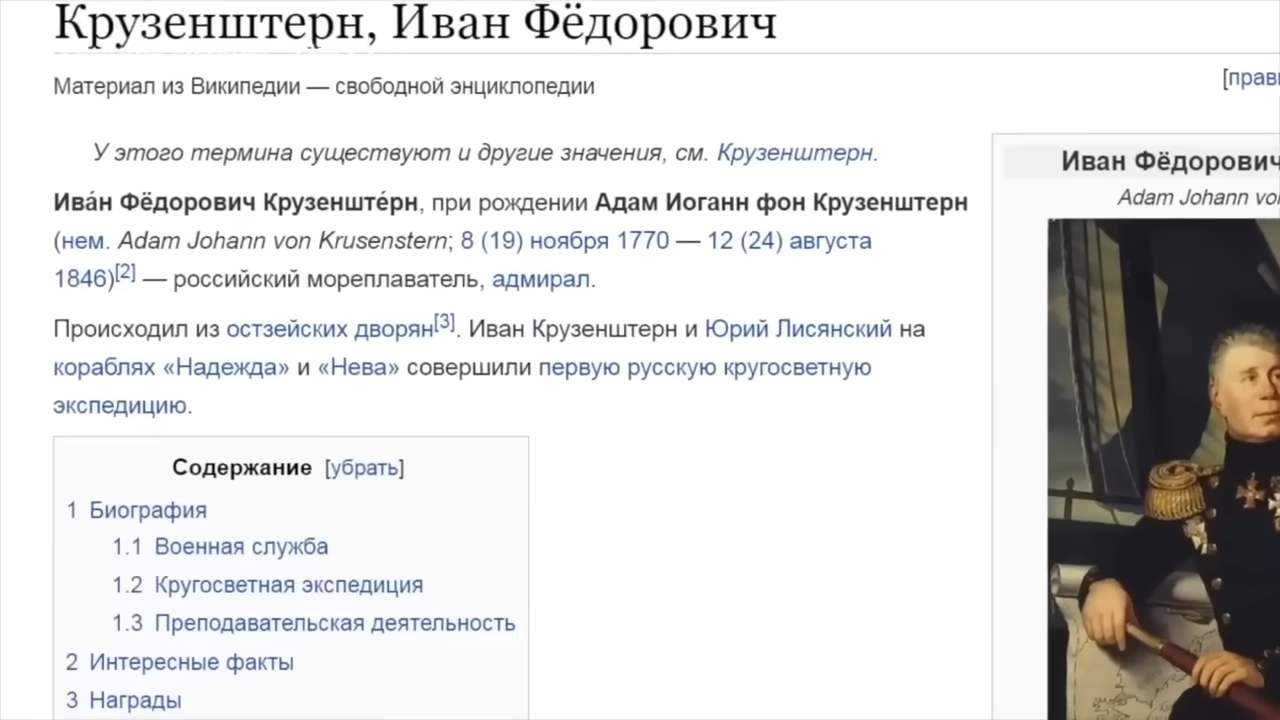 Крузенштерн, Иван Фёдорович
Материал из Википедии — свободной энциклопедии
[прав
У этого термина существуют и другие значения, см. Крузенштерн.
Ива́н Фёдорович Крузенште́рн, при рождении Адам Иоганн фон Крузенштерн
(нем. Adam Johann von Krusenstern; 8 (19) ноября 1770 — 12 (24) августа
1846)[2] — российский мореплаватель, адмирал.
Происходил из остзейских дворян[3]. Иван Крузенштерн и Юрий Лисянский на
кораблях «Надежда» и «Нева» совершили первую русскую кругосветную
экспедицию.
Содержание [убрать]
1 Биография
1.1 Военная служба
1.2 Кругосветная экспедиция
1.3 Преподавательская деятельность
2 Интересные факты
3 Награды
Иван Фёдорович
Adam Johann vo